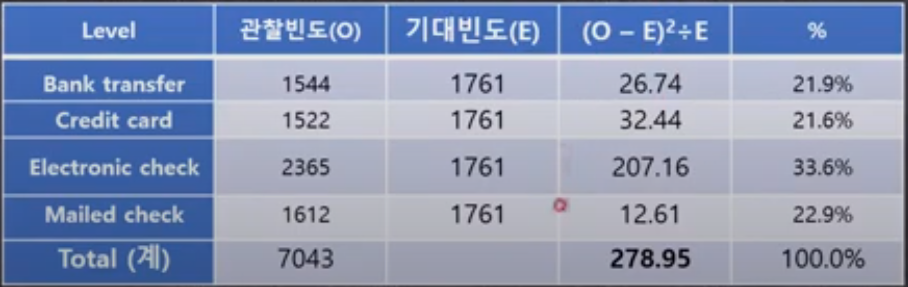 Level 관찰빈도(O) 기대빈도(E) (O – E)²÷E %
Bank transfer 1544 1761 26.74 21.9%
Credit card 1522 1761 32.44 21.6%
Electronic check 2365 1761 207.16 33.6%
Mailed check 1612 1761 12.61 22.9%
Total (계) 7043 278.95 100.0%